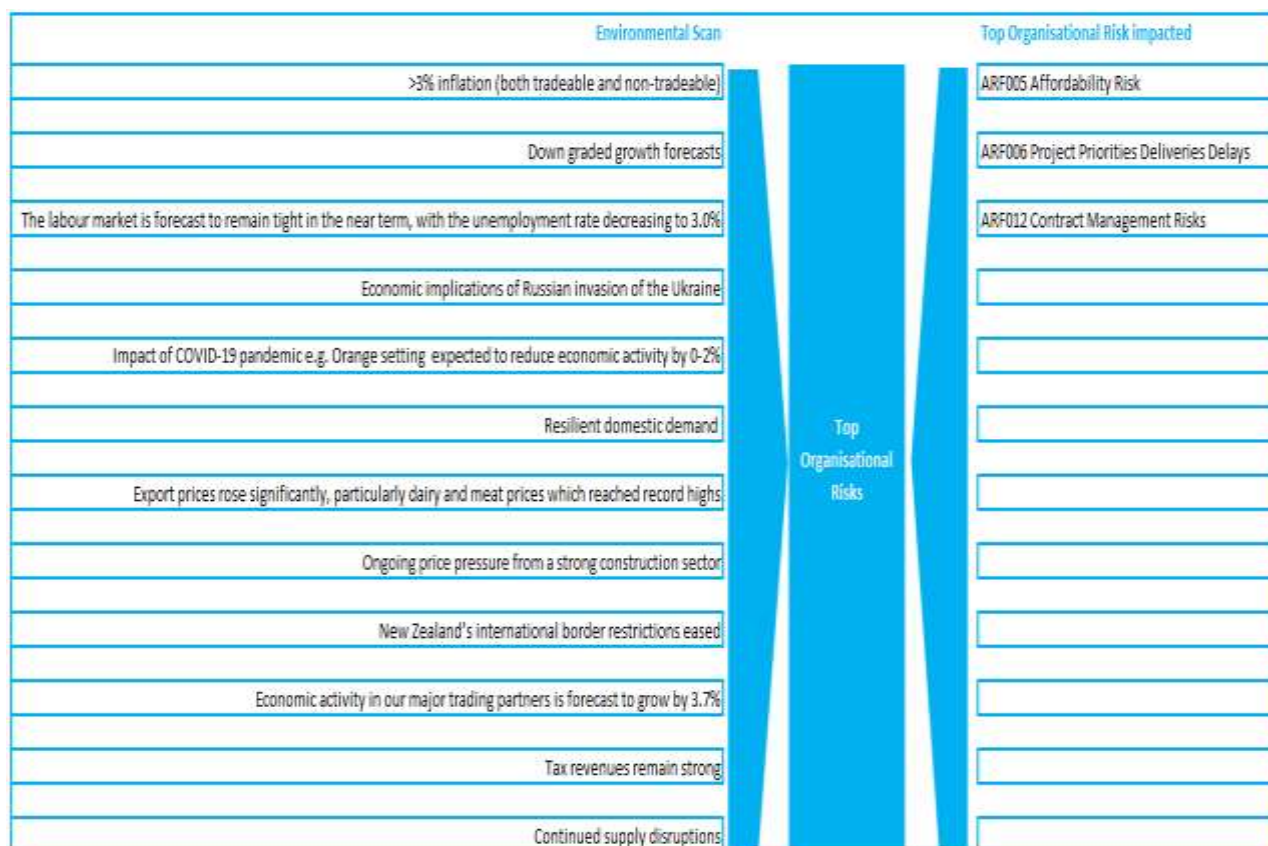 Environmental Scan
Top Organisational Risk impacted
>3% inflation (both tradeable and non-tradeable)
ARF005 Affordability Risk
Down graded growth forecasts
ARF006 Project Priorities Deliveries Delays
The labour market is forecast to remain tight in the near term, with the unemployment rate decreasing to 3.0%
ARF012 Contract Management Risks
Economic implications of Russian invasion of the Ukraine
Impact of COVID-19 pandemic e.g. Orange setting expected to reduce economic activity by 0-2%
Resilient domestic demand
Top
Organisational
Risks
Export prices rose significantly, particularly dairy and meat prices which reached record highs
Ongoing price pressure from a strong construction sector
New Zealand's international border restrictions eased
Economic activity in our major trading partners is forecast to grow by 3.7%
Tax revenues remain strong
Continued supply disruptions